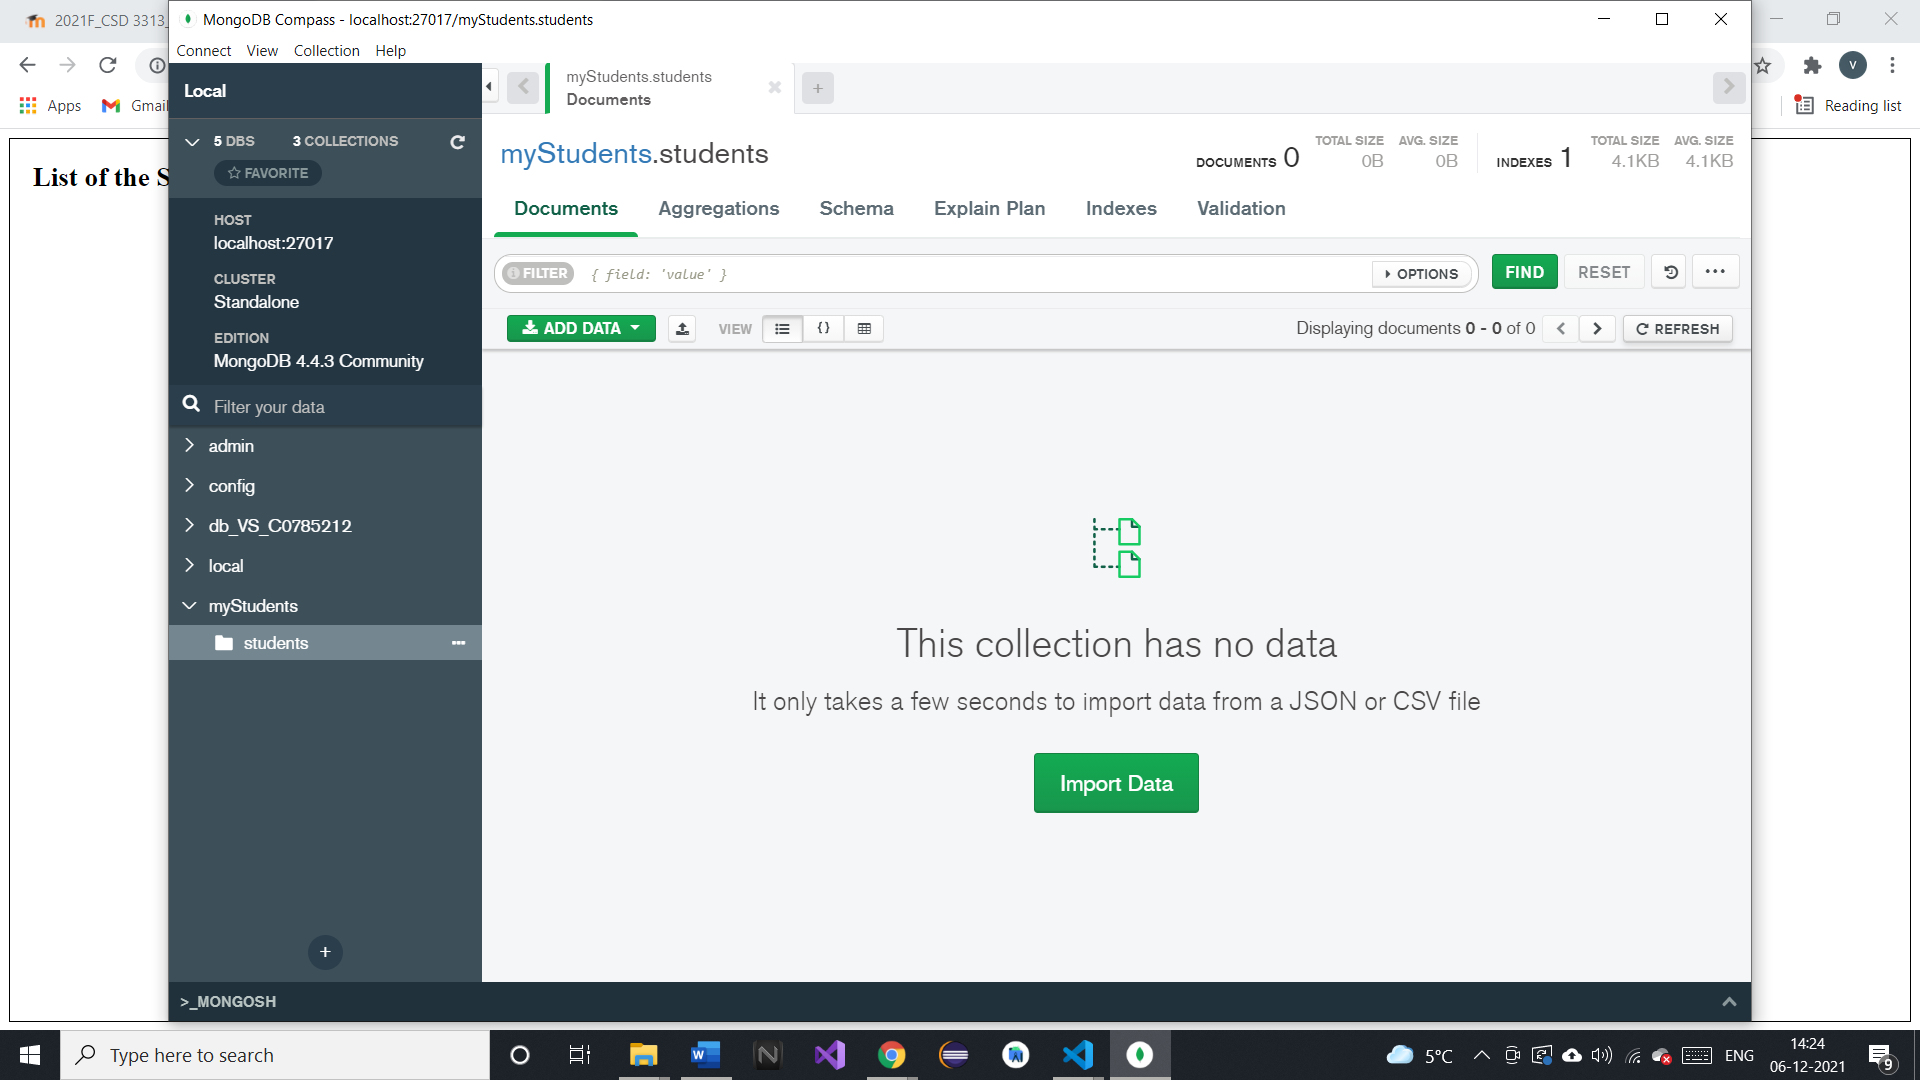 2021F_CSD 3313_
MongoDB Compass - localhost:27017/myStudents.students
Connect View Collection Help
V
Apps Gmail
Reading list
List of the S
Local
5 DBS 3 COLLECTIONS
FAVORITE
HOST
localhost:27017
CLUSTER
Standalone
EDITION
MongoDB 4.4.3 Community
Filter your data
admin
config
db_VS_C0785212
local
myStudents
students
+
myStudents.students
Documents
+
myStudents.students
DOCUMENTS 0 TOTAL SIZE 0B AVG. SIZE 0B INDEXES 1 TOTAL SIZE 4.1KB AVG. SIZE 4.1KB
Documents Aggregations Schema Explain Plan Indexes Validation
FILTER { field: 'value' } OPTIONS FIND RESET
ADD DATA VIEW {} Displaying documents 0 - 0 of 0 REFRESH
This collection has no data
It only takes a few seconds to import data from a JSON or CSV file
Import Data
>_MONGOSH
Type here to search
W
N
5°C
ENG
14:24
06-12-2021
9